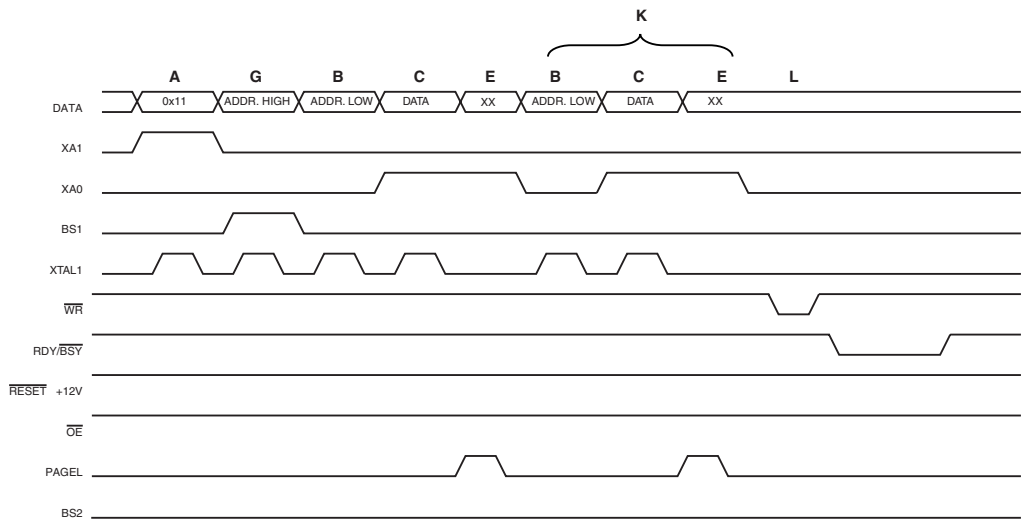 K
A G B C E B C E L
DATA 0x11 ADDR. HIGH ADDR. LOW DATA XX ADDR. LOW DATA XX
XA1
XA0
BS1
XTAL1
WR
RDY/BSY
RESET +12V
OE
PAGEL
BS2